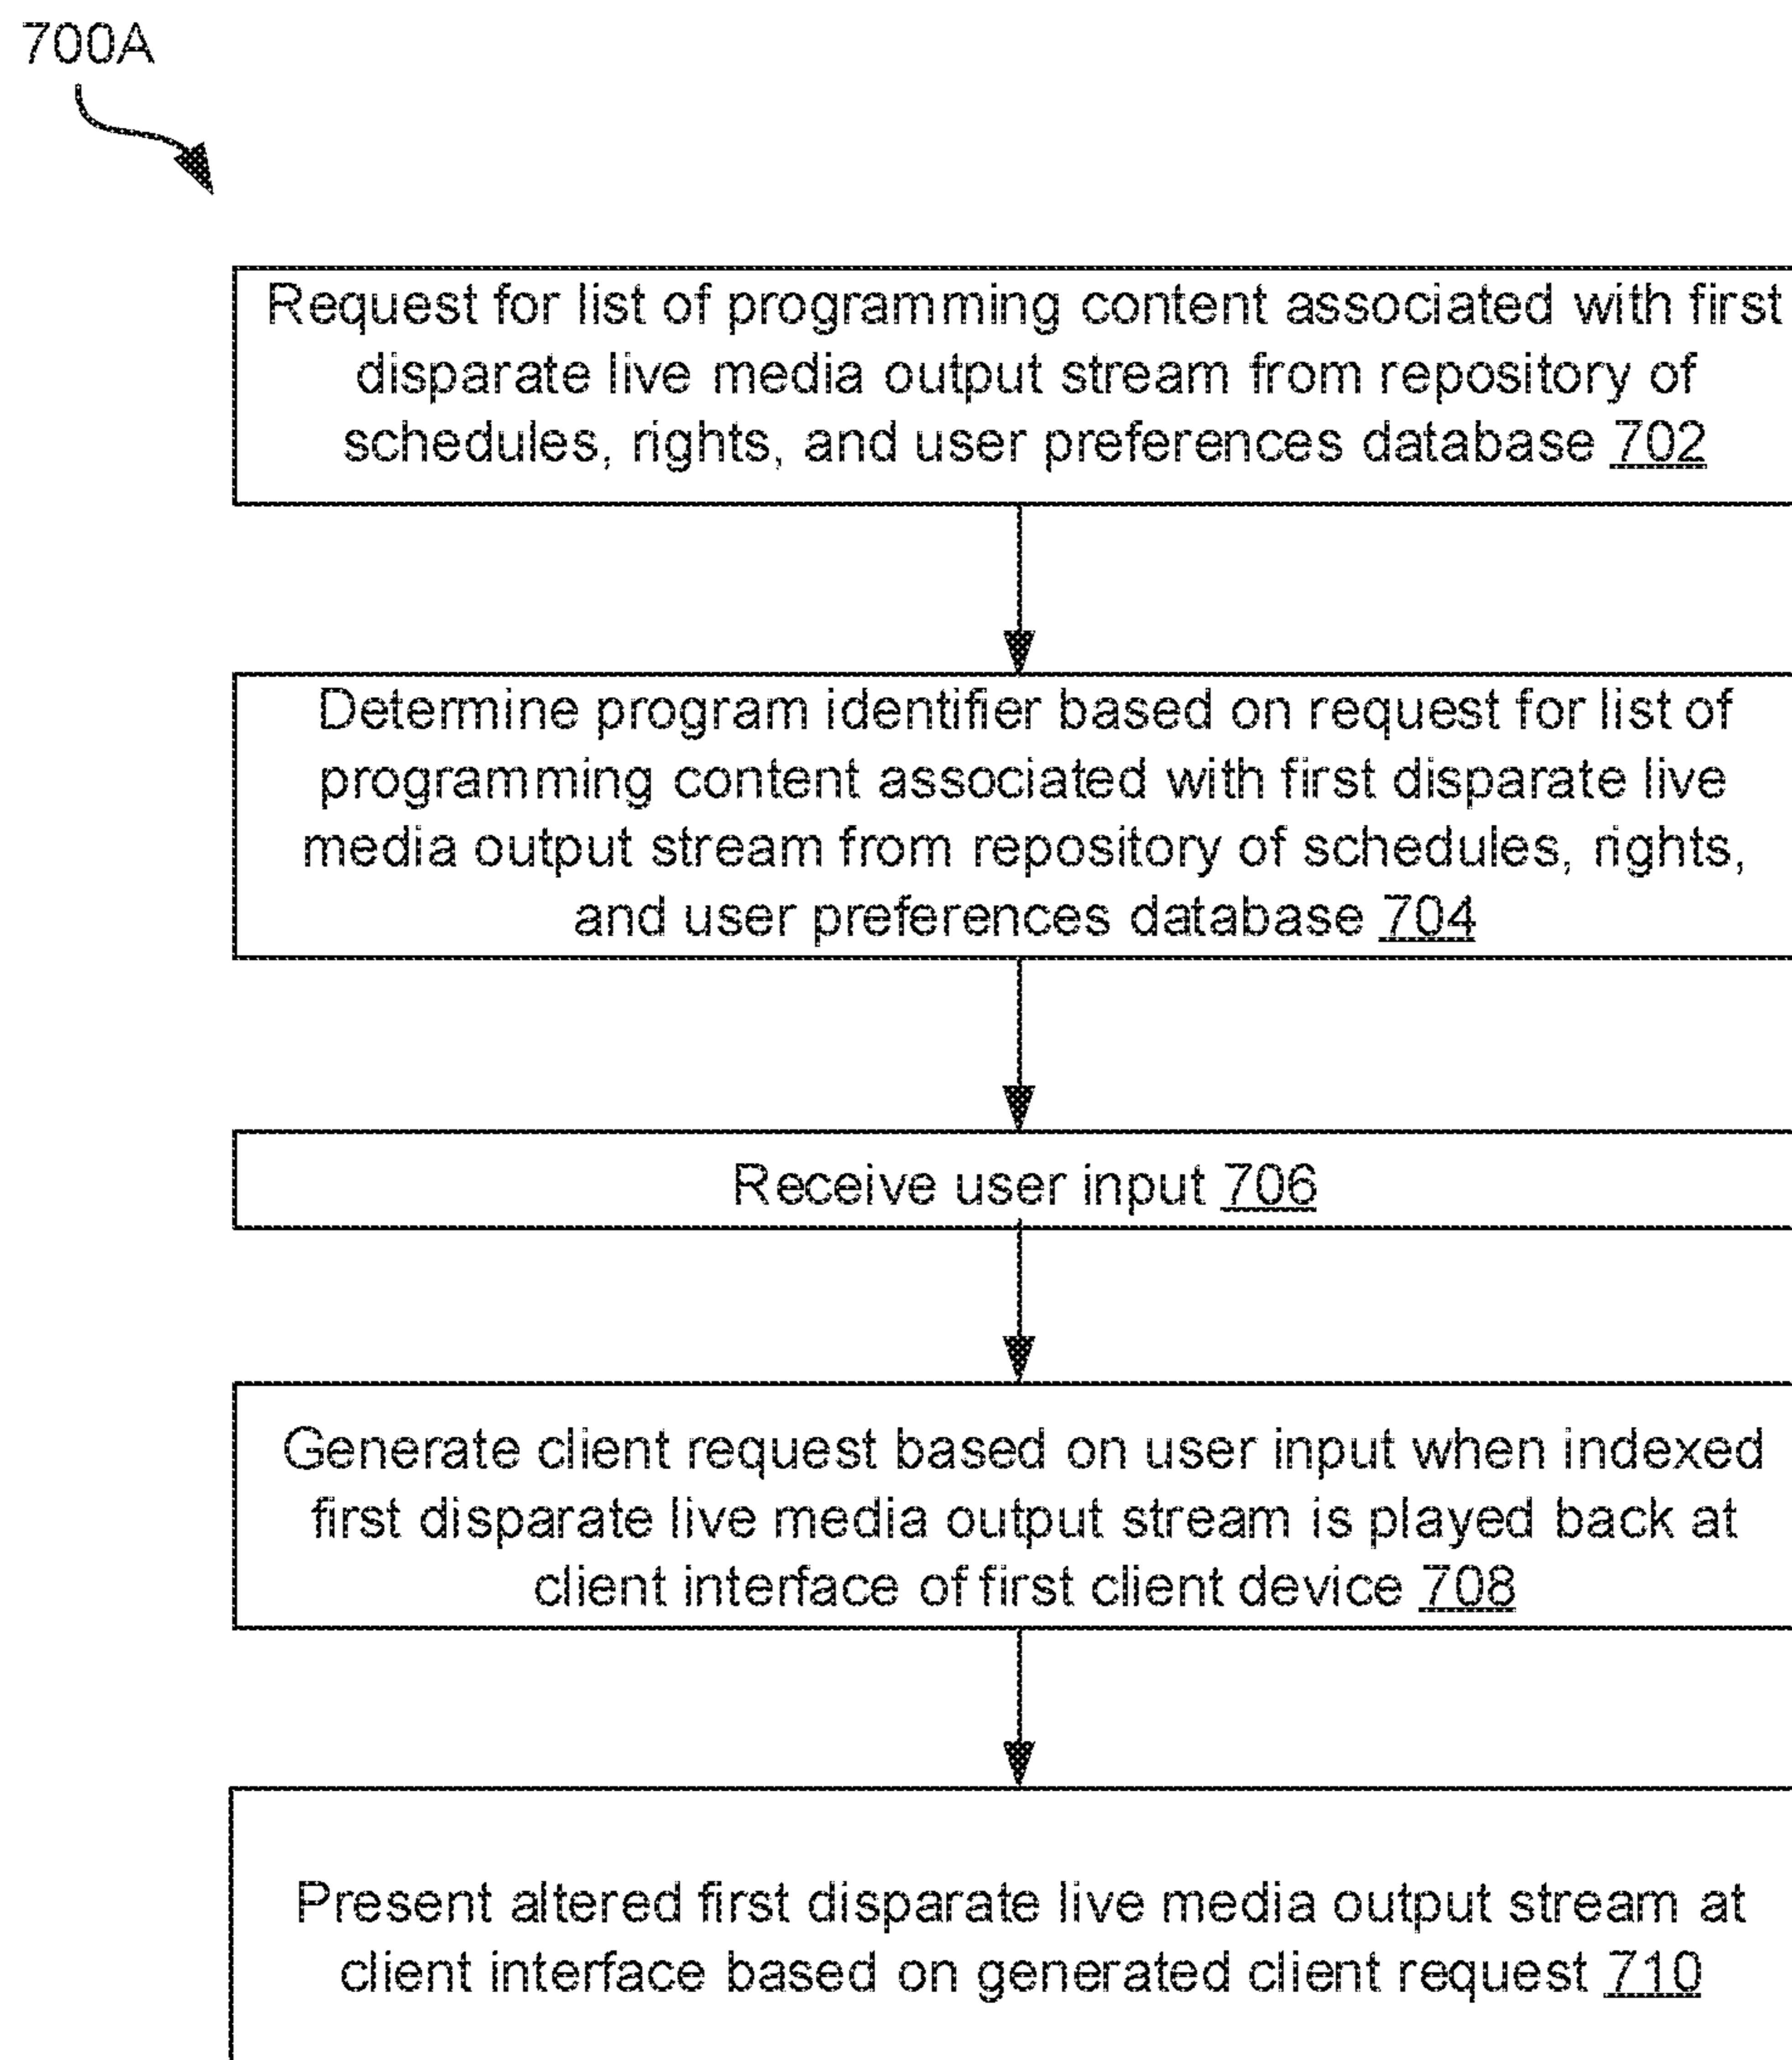 700A
Request for list of programming content associated with first
disparate live media output stream from repository of
schedules, rights, and user preferences database 702
Determine program identifier based on request for list of
programming content associated with first disparate live
media output stream from repository of schedules, rights,
and user preferences database 704
Receive user input 706
Generate client request based on user input when indexed
first disparate live media output stream is played back at
client interface of first client device 708
Present altered first disparate live media output stream at
client interface based on generated client request 710